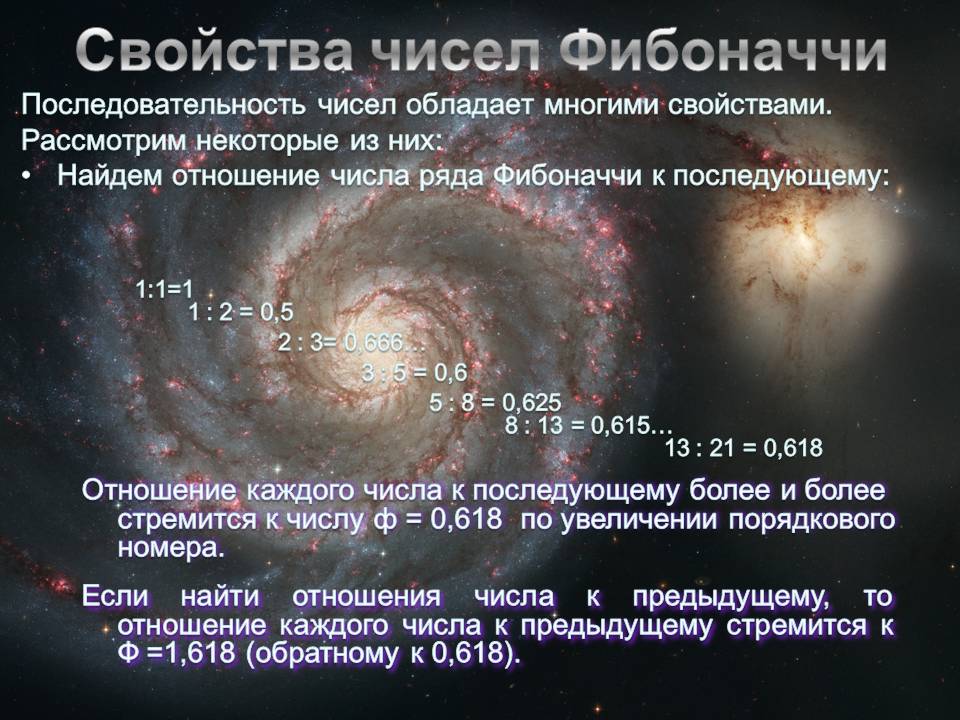 Свойства чисел Фибоначчи
Последовательность чисел обладает многими свойствами.
Рассмотрим некоторые из них:
• Найдем отношение числа ряда Фибоначчи к последующему:
1:1=1
1 : 2 = 0,5
2 : 3= 0,666…
3 : 5 = 0,6
5 : 8 = 0,625
8 : 13 = 0,615…
13 : 21 = 0,618
Отношение каждого числа к последующему более и более
стремится к числу ф = 0,618 по увеличении порядкового
номера.
Если найти отношения числа к предыдущему, то
отношение каждого числа к предыдущему стремится к
Ф =1,618 (обратному к 0,618).